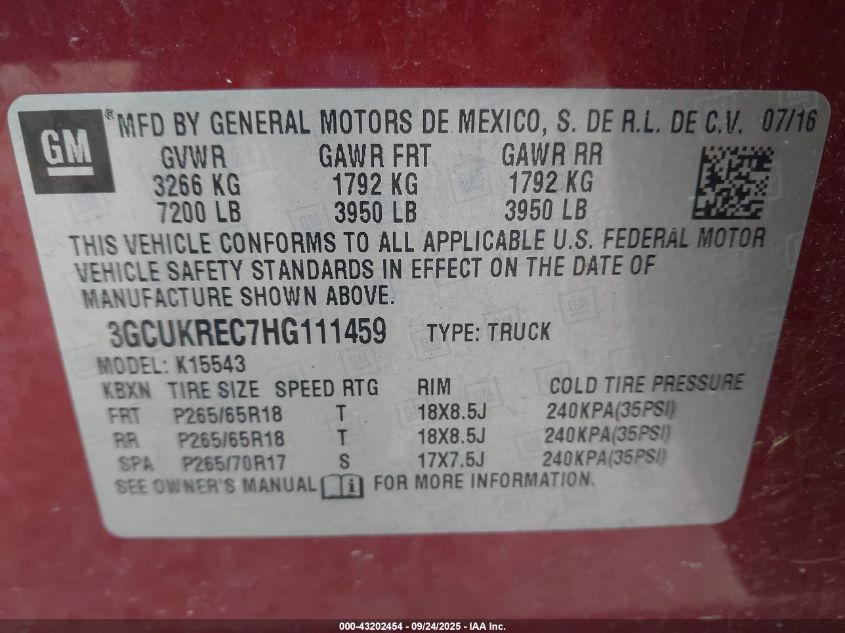 GM ® MFD BY GENERAL MOTORS DE MEXICO, S. DE R.L. DE C.V. 07/16
GVWR GAWR FRT GAWR RR
3266 KG 1792 KG 1792 KG
7200 LB 3950 LB 3950 LB
THIS VEHICLE CONFORMS TO ALL APPLICABLE U.S. FEDERAL MOTOR
VEHICLE SAFETY STANDARDS IN EFFECT ON THE DATE OF
MANUFACTURE SHOWN ABOVE.
3GCUKREC7HG111459 TYPE: TRUCK
MODEL: K15543
KBXN TIRE SIZE SPEED RTG RIM COLD TIRE PRESSURE
FRT P265/65R18 T 18X8.5J 240KPA(35PSI)
RR P265/65R18 T 18X8.5J 240KPA(35PSI)
SPA P265/70R17 S 17X7.5J 240KPA(35PSI)
SEE OWNER'S MANUAL FOR MORE INFORMATION.
000-43202454 - 09/24/2025 - IAA Inc.